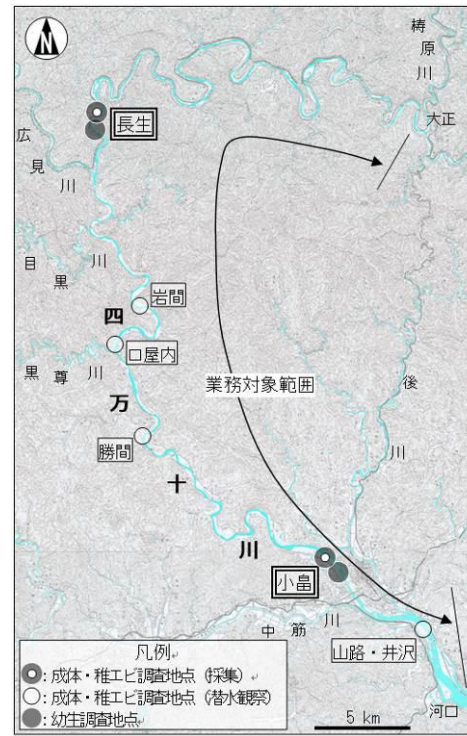 N
梼原川
大正
長生
広見川
目黒川
岩間
四万十川
口屋内
黒尊川
業務対象範囲
後川
勝間
小畠
中筋川
山路・井沢
河口
凡例
：成体・稚エビ調査地点（採集）
：成体・稚エビ調査地点（潜水観察）
：幼生調査地点
5 km